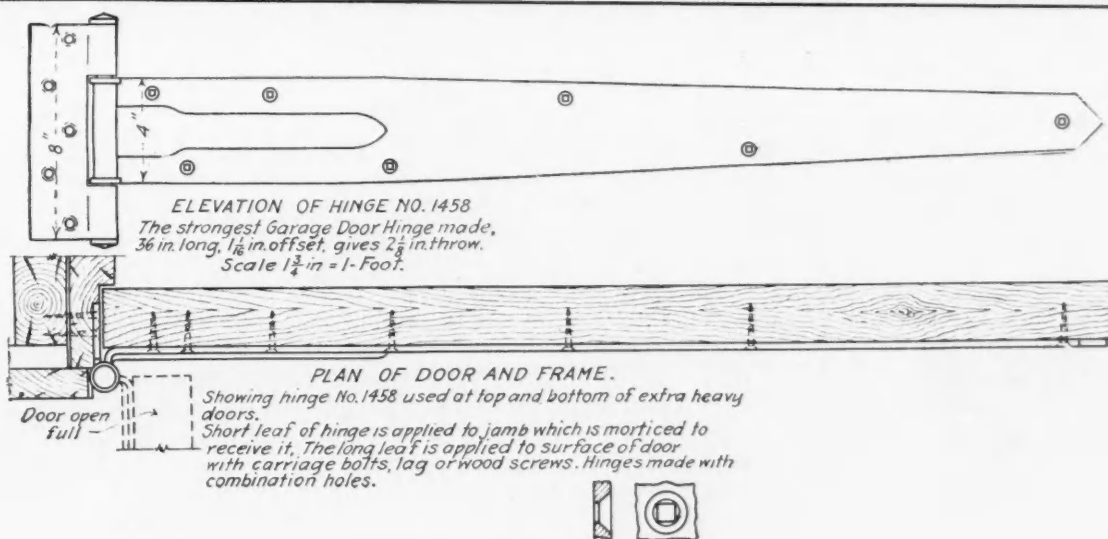 8"
4"
ELEVATION OF HINGE NO. 1458
The strongest Garage Door Hinge made,
36 in. long, 1 1/16 in. offset, gives 2 1/8 in. throw.
Scale 1 3/4 in = 1-Foot.
PLAN OF DOOR AND FRAME.
Door open
full
Showing hinge No. 1458 used at top and bottom of extra heavy
doors.
Short leaf of hinge is applied to jamb which is morticed to
receive it. The long leaf is applied to surface of door
with carriage bolts, lag or wood screws. Hinges made with
combination holes.